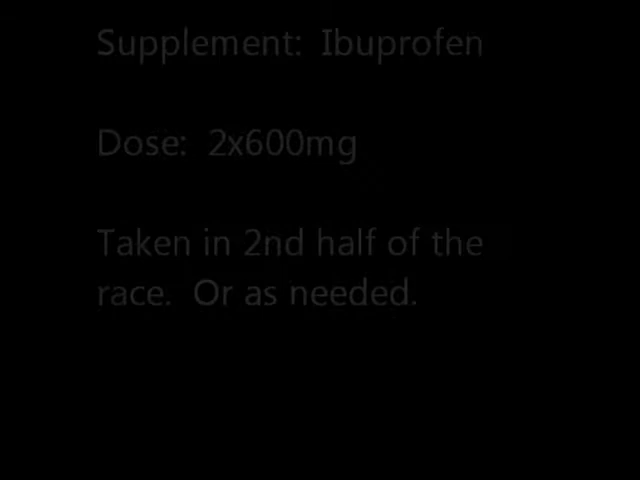 Supplement:  Ibuprofen
Dose:  2x600mg
Taken in 2nd half of the
race.  Or as needed.